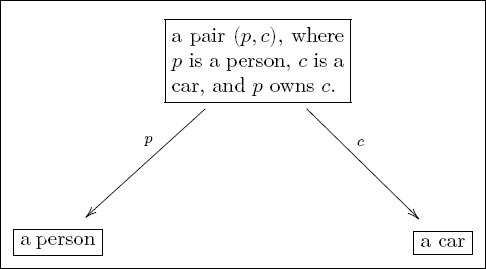 a pair (p, c), where
p is a person, c is a
car, and p owns c.
p
c
a person
a car